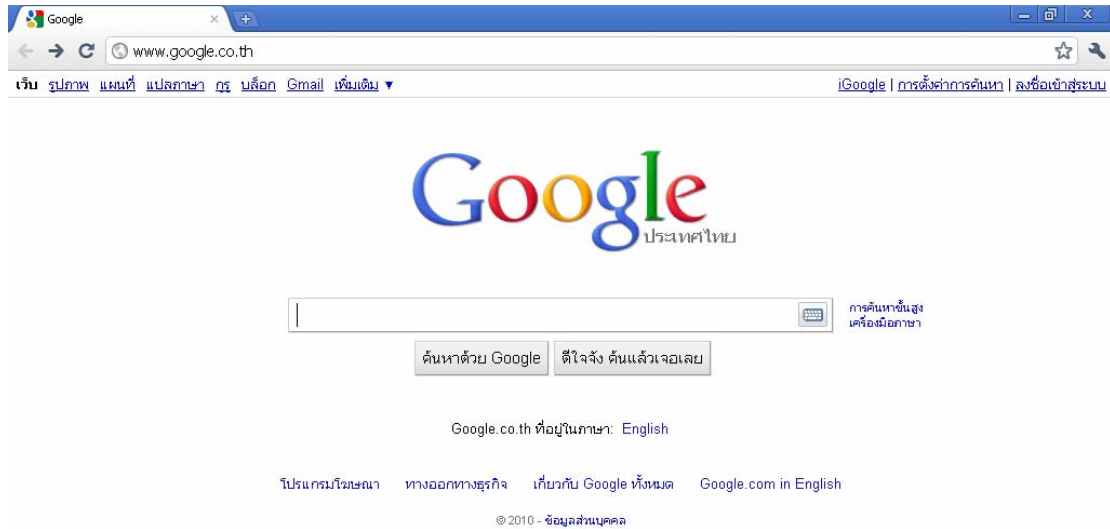 Google
www.google.co.th
เว็บ รูปภาพ แผนที่ แปลภาษา กูรู บล็อก Gmail เพิ่มเติม ▼
iGoogle | การตั้งค่าการค้นหา | ลงชื่อเข้าสู่ระบบ
Google
ประเทศไทย
การค้นหาขั้นสูง
เครื่องมือภาษา
ค้นหาด้วย Google ดีใจจัง ค้นแล้วเจอเลย
Google.co.th ที่อยู่ในภาษา: English
โปรแกรมโฆษณา ทางออกทางธุรกิจ เกี่ยวกับ Google ทั้งหมด Google.com in English
© 2010 - ข้อมูลส่วนบุคคล